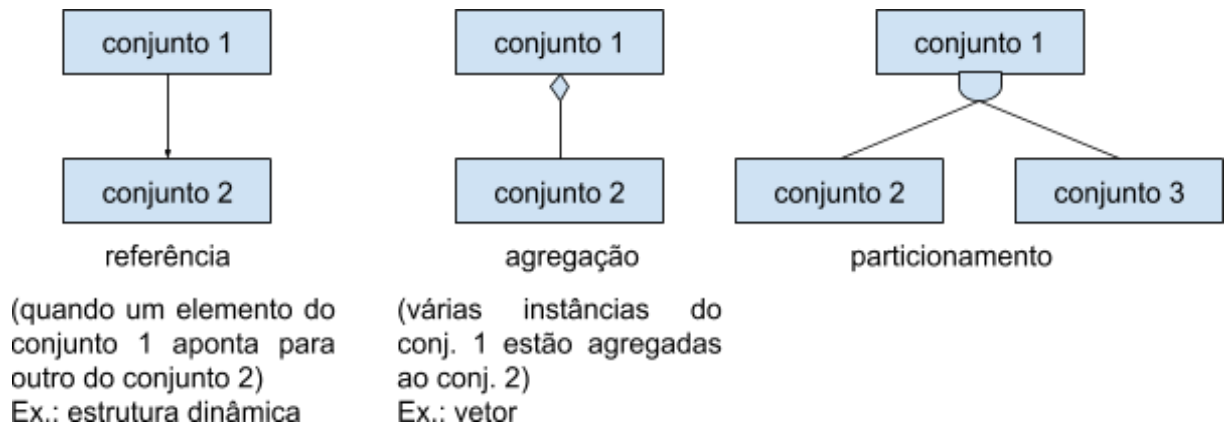 conjunto 1
conjunto 2
referência
(quando um elemento do
conjunto 1 aponta para
outro do conjunto 2)
Ex.: estrutura dinâmica
conjunto 1
conjunto 2
agregação
(várias instâncias do
conj. 1 estão agregadas
ao conj. 2)
Ex.: vetor
conjunto 1
conjunto 2
conjunto 3
particionamento